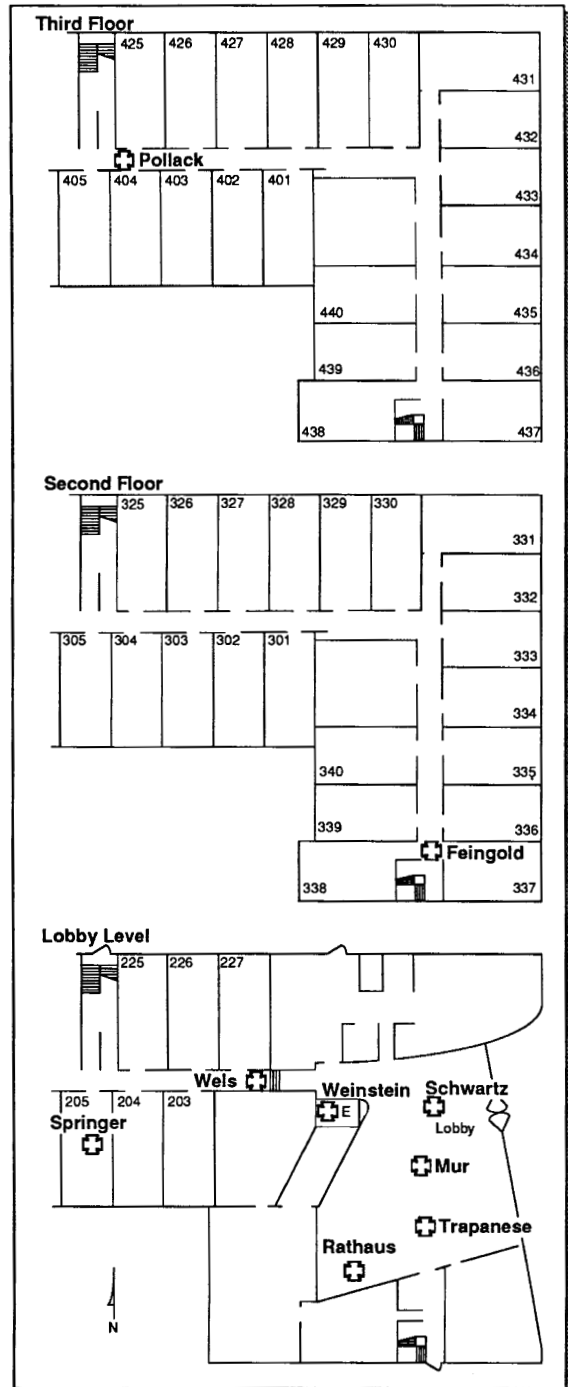 Third Floor
425 426 427 428 429 430
431
432
Pollack
405 404 403 402 401
433
434
440 435
439 436
438 437
Second Floor
325 326 327 328 329 330
331
332
305 304 303 302 301
333
334
340 335
339 336
Feingold
338 337
Lobby Level
225 226 227
Wels
Weinstein Schwartz
205 204 203
E
Springer
Lobby
Mur
Trapanese
Rathaus
N